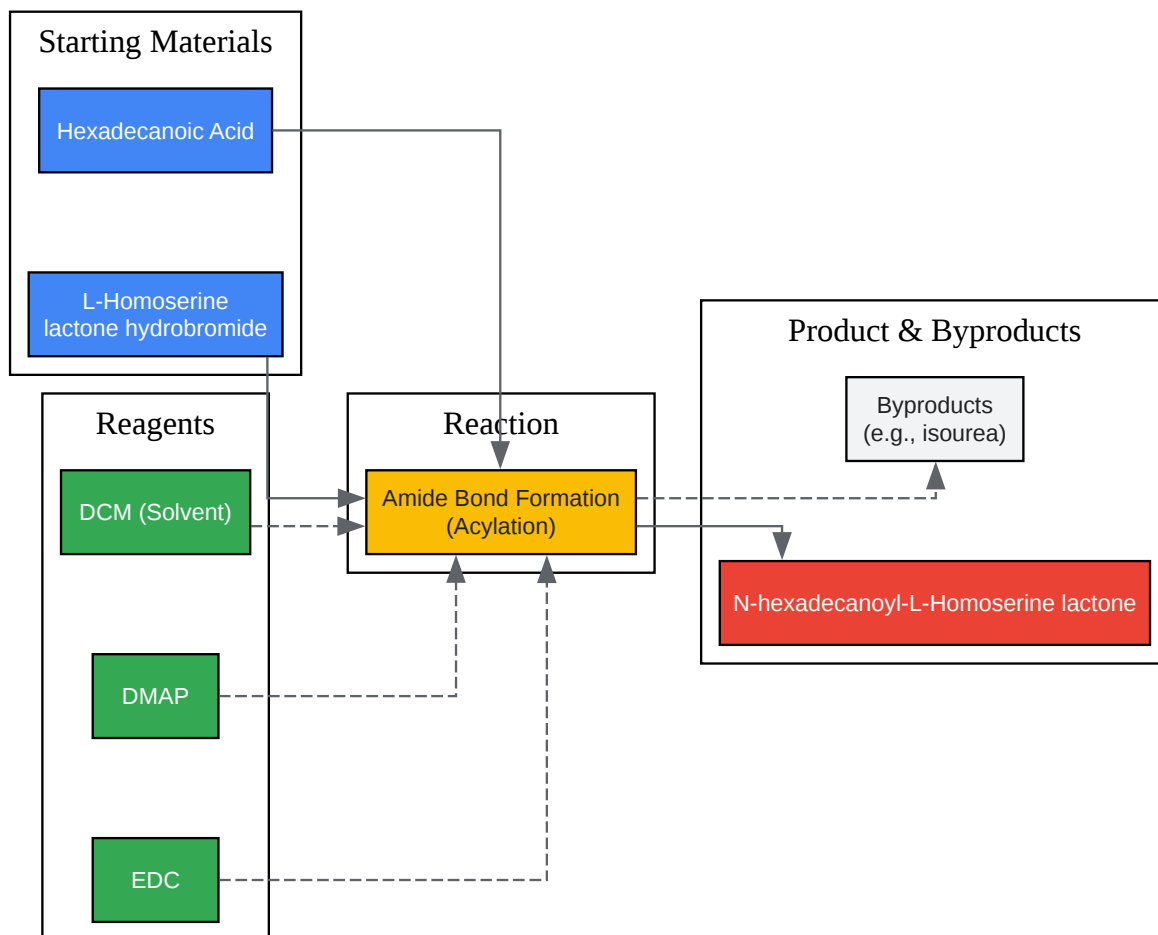 Starting Materials
Hexadecanoic Acid
L-Homoserine
lactone hydrobromide
Reagents
DCM (Solvent)
DMAP
EDC
Reaction
Amide Bond Formation
(Acylation)
Product & Byproducts
Byproducts
(e.g., isourea)
N-hexadecanoyl-L-Homoserine lactone